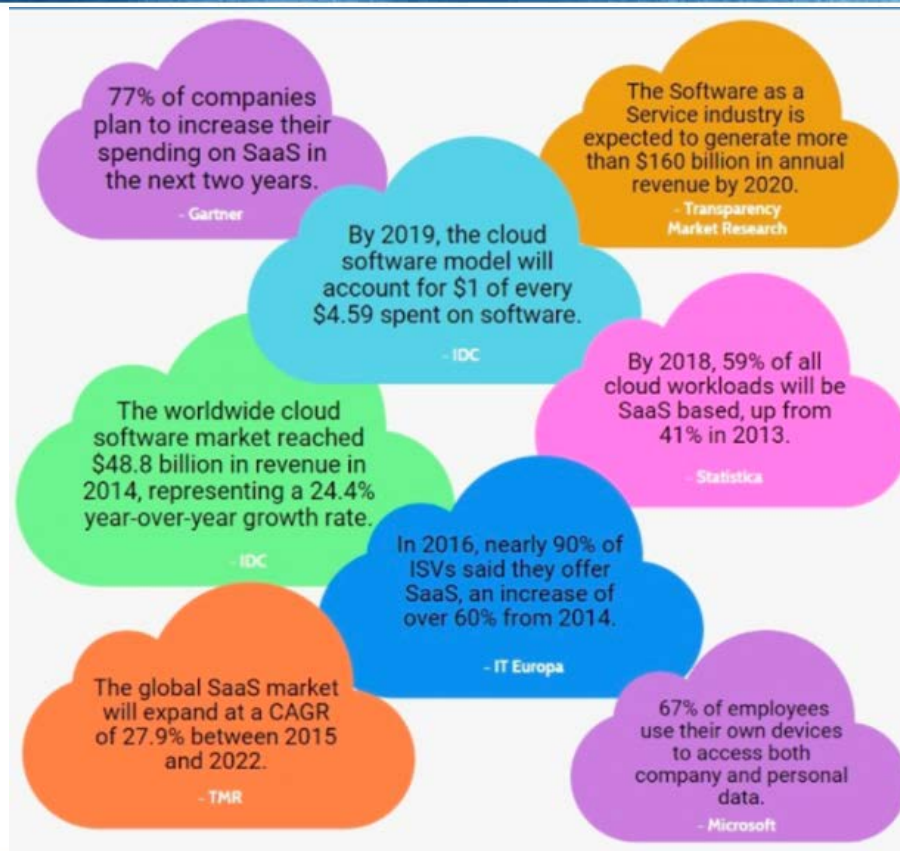 77% of companies
plan to increase their
spending on SaaS in
the next two years.
- Gartner
The Software as a
Service industry is
expected to generate more
than $160 billion in annual
revenue by 2020.
- Transparency
Market Research
By 2019, the cloud
software model will
account for $1 of every
$4.59 spent on software.
- IDC
By 2018, 59% of all
cloud workloads will be
SaaS based, up from
41% in 2013.
- Statistica
The worldwide cloud
software market reached
$48.8 billion in revenue in
2014, representing a 24.4%
year-over-year growth rate.
- IDC
In 2016, nearly 90% of
ISVs said they offer
SaaS, an increase of
over 60% from 2014.
- IT Europa
The global SaaS market
will expand at a CAGR
of 27.9% between 2015
and 2022.
- TMR
67% of employees
use their own devices
to access both
company and personal
data.
- Microsoft